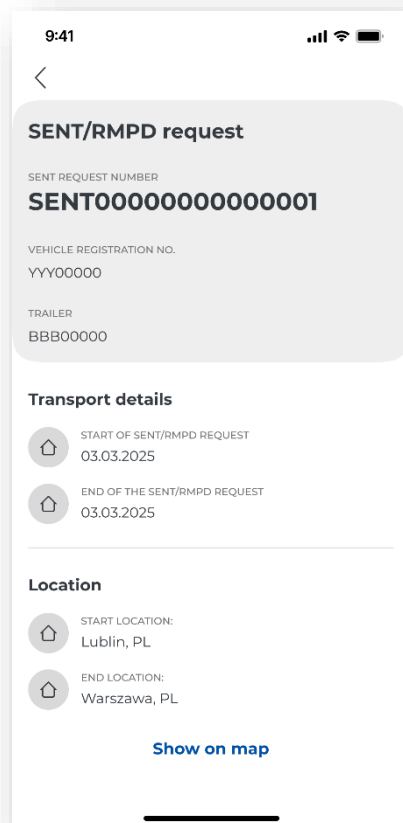 9:41
SENT/RMPD request
SENT REQUEST NUMBER
SENT00000000000001
VEHICLE REGISTRATION NO.
YYY00000
TRAILER
BBB00000
Transport details
START OF SENT/RMPD REQUEST
03.03.2025
END OF THE SENT/RMPD REQUEST
03.03.2025
Location
START LOCATION:
Lublin, PL
END LOCATION:
Warszawa, PL
Show on map